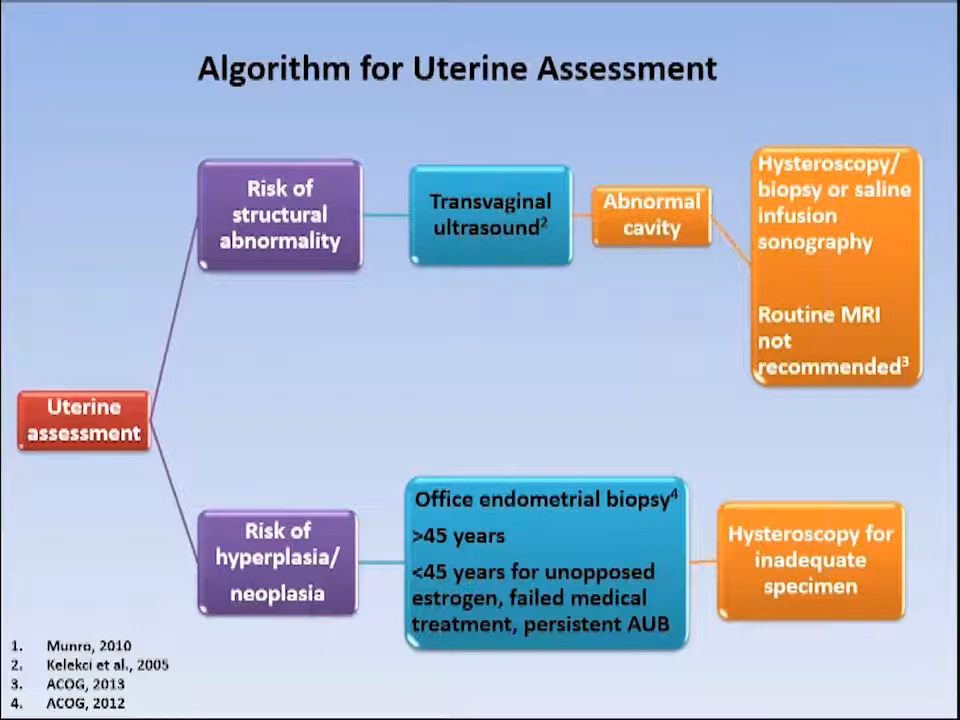 Algorithm for Uterine Assessment
Risk of
structural
abnormality
Transvaginal
ultrasound²
Abnormal
cavity
Hysteroscopy/
biopsy or saline
infusion
sonography
Routine MRI
not
recommended³
Uterine
assessment
Risk of
hyperplasia/
neoplasia
Office endometrial biopsy⁴
>45 years
<45 years for unopposed
estrogen, failed medical
treatment, persistent AUB
Hysteroscopy for
inadequate
specimen
1. Munro, 2010
2. Kelekci et al., 2005
3. ACOG, 2013
4. ACOG, 2012